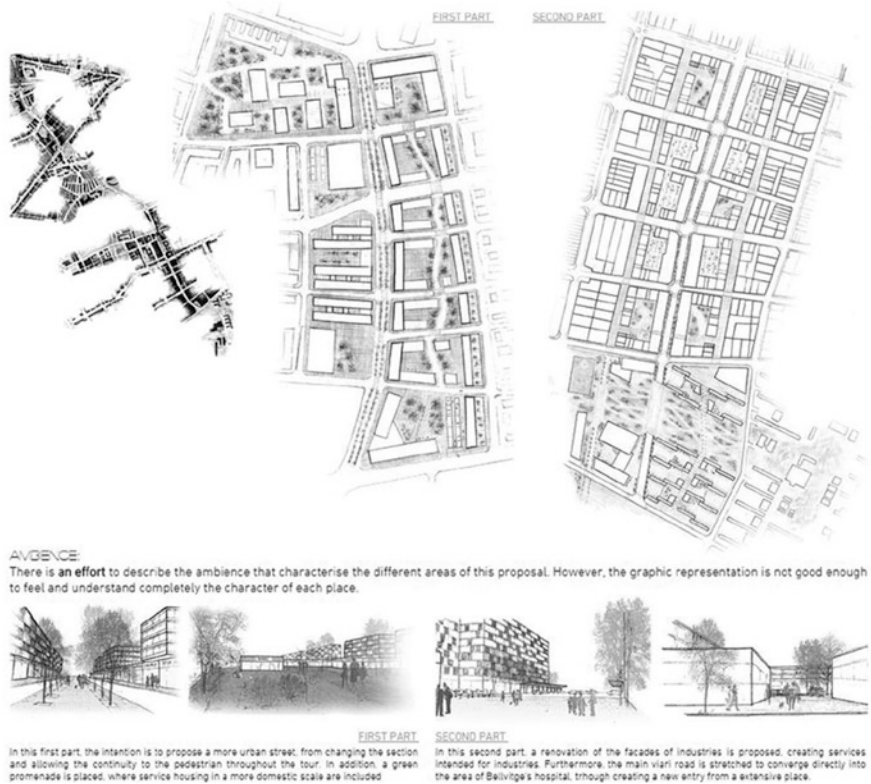 FIRST PART
SECOND PART
AMBIENCE:
There is an effort to describe the ambience that characterise the different areas of this proposal. However, the graphic representation is not good enough
to feel and understand completely the character of each place.
FIRST PART
In this first part, the intention is to propose a more urban street, from changing the section
and allowing the continuity to the pedestrian throughout the tour. In addition, a green
promenade is placed, where service housing in a more domestic scale are included
SECOND PART
In this second part, a renovation of the facades of industries is proposed, creating services
intended for industries. Furthermore, the main viari road is stretched to converge directly into
the area of Bellvitge's hospital, trhough creating a new entry from a extensive place.